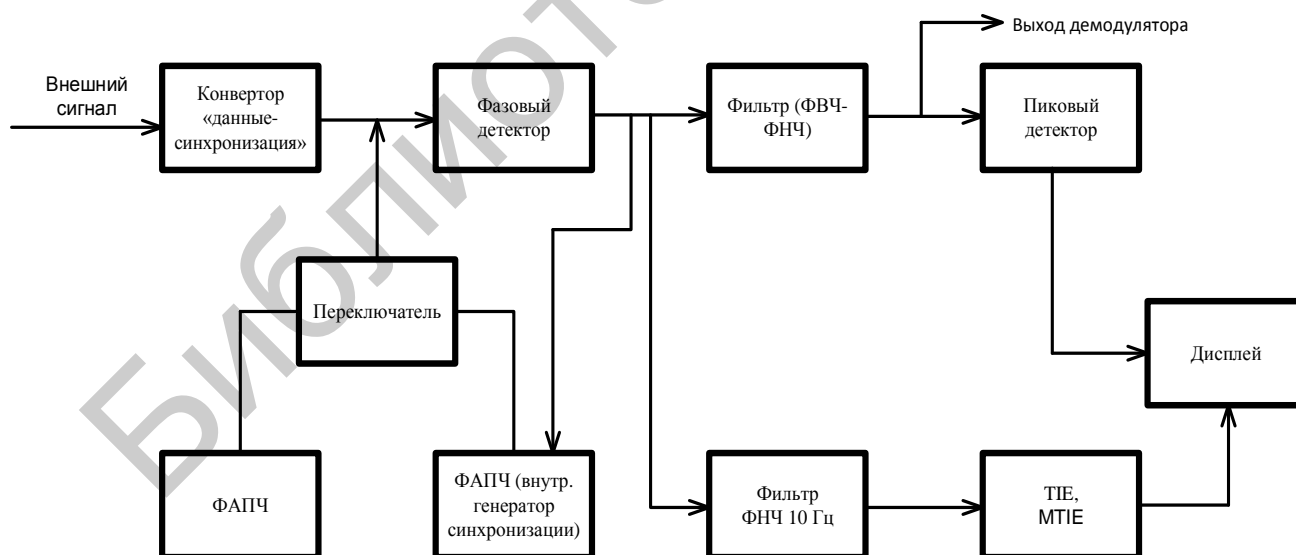 Выход демодулятора
Внешний
сигнал
Конвертор
«данные-
синхронизация»
Фазовый
детектор
Фильтр (ФВЧ-
ФНЧ)
Пиковый
детектор
Переключатель
Дисплей
ФАПЧ
ФАПЧ (внутр.
генератор
синхронизации)
Фильтр
ФНЧ 10 Гц
TIE,
MTIE
Библиоте